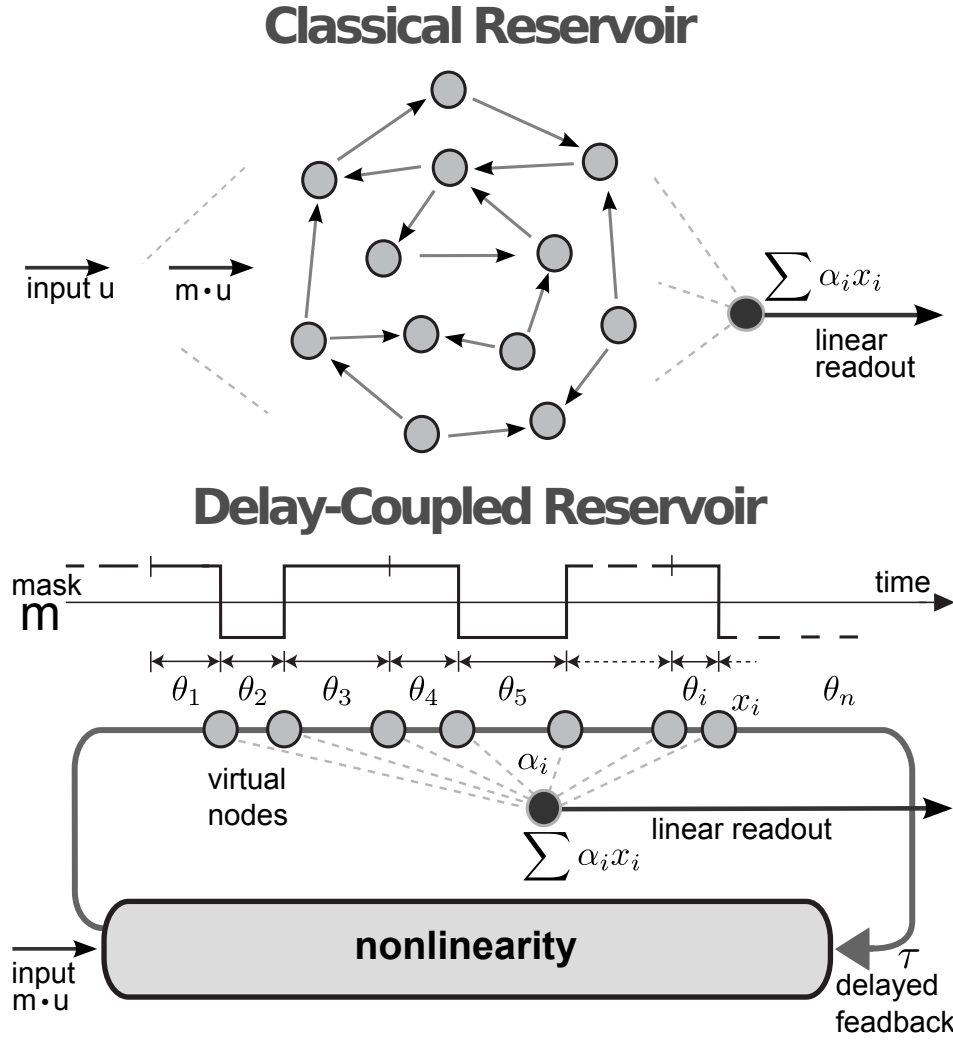 Classical Reservoir
input u
m·u
∑ αᵢxᵢ
linear
readout
Delay-Coupled Reservoir
mask
m
time
θ₁ θ₂ θ₃ θ₄ θ₅ θᵢ xᵢ θₙ
virtual
nodes
αᵢ
linear readout
∑ αᵢxᵢ
nonlinearity
input
m·u
τ
delayed
feadback